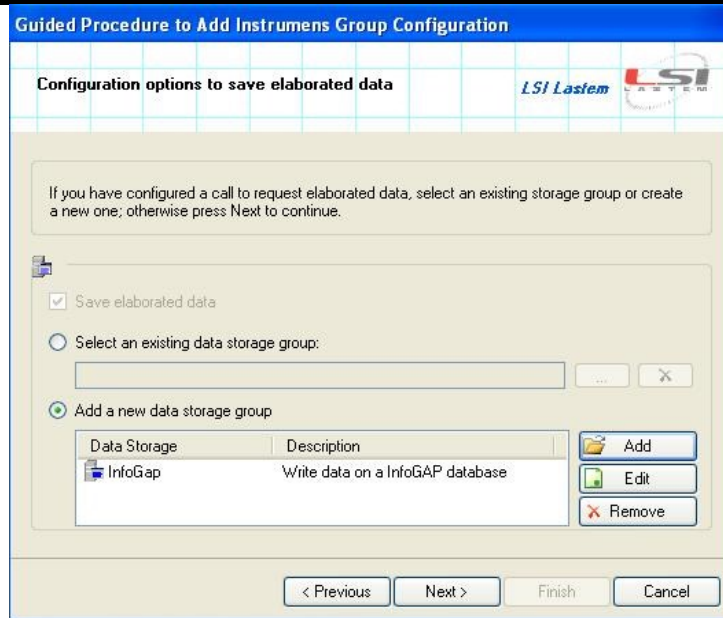 Guided Procedure to Add Instrumens Group Configuration
Configuration options to save elaborated data
LSI Lastem
LSI
LASTEM
If you have configured a call to request elaborated data, select an existing storage group or create
a new one; otherwise press Next to continue.
Save elaborated data
Select an existing data storage group:
...
Add a new data storage group
Data Storage Description
InfoGap Write data on a InfoGAP database
Add
Edit
Remove
< Previous Next > Finish Cancel